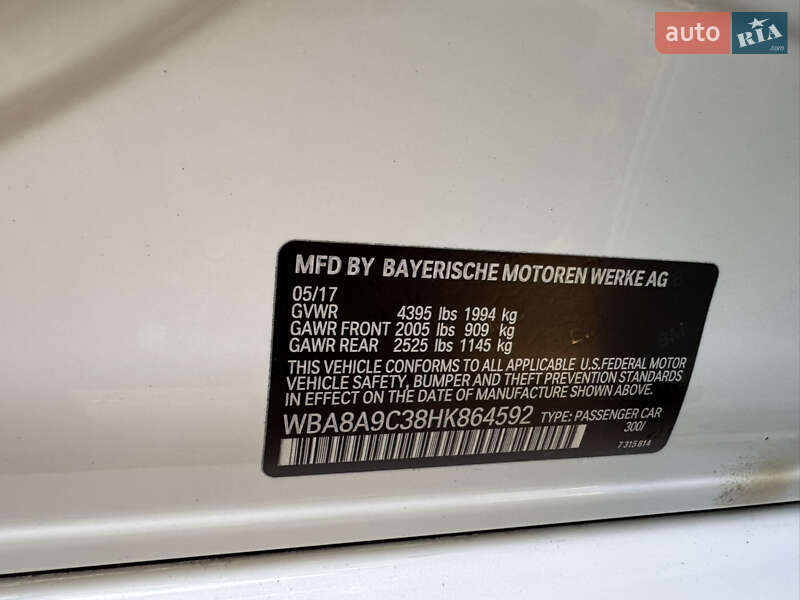 auto RIA .com
MFD BY BAYERISCHE MOTOREN WERKE AG
05/17
GVWR 4395 lbs 1994 kg
GAWR FRONT 2005 lbs 909 kg
GAWR REAR 2525 lbs 1145 kg
THIS VEHICLE CONFORMS TO ALL APPLICABLE U.S.FEDERAL MOTOR
VEHICLE SAFETY, BUMPER AND THEFT PREVENTION STANDARDS
IN EFFECT ON THE DATE OF MANUFACTURE SHOWN ABOVE.
WBA8A9C38HK864592 TYPE: PASSENGER CAR
300/
7315614